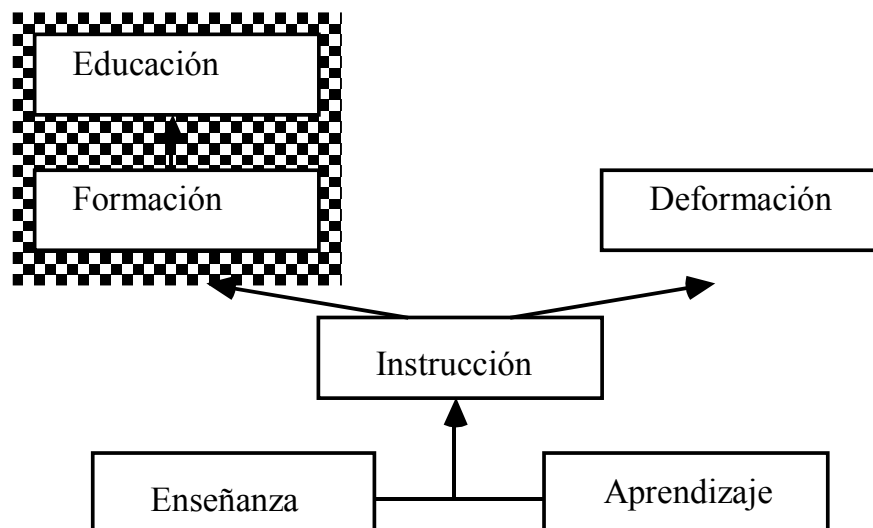 Educación
Formación
Deformación
Instrucción
Enseñanza
Aprendizaje